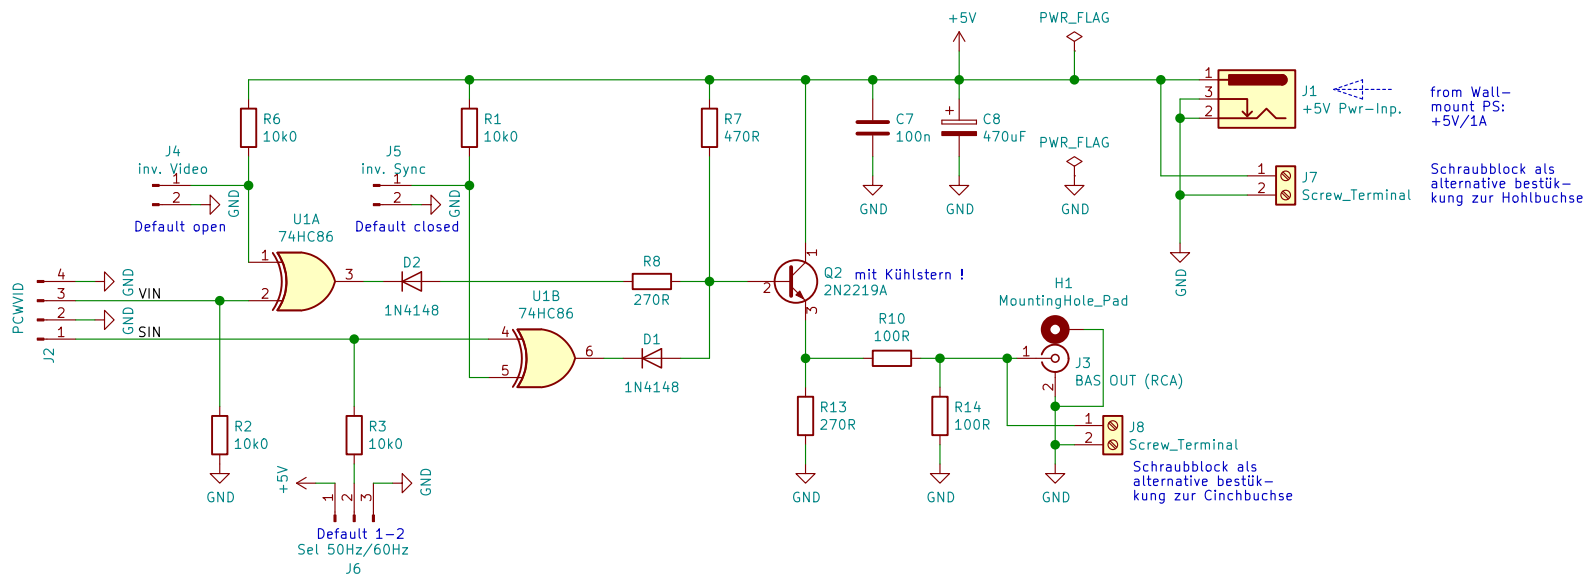 +5V
PWR_FLAG
1
3
2
J1
+5V Pwr-Inp.
from Wall-
mount PS:
+5V/1A
R6
10k0
R1
10k0
R7
470R
C7
100n
+
C8
470uF
PWR_FLAG
GND
GND
GND
J4
inv. Video
1
2
GND
Default open
J5
inv. Sync
1
2
GND
Default closed
1
2
J7
Screw_Terminal
Schraubblock als
alternative bestük-
kung zur Hohlbuchse
GND
U1A
74HC86
1
2
3
D2
1N4148
R8
270R
1
2
3
Q2
2N2219A
mit Kühlstern !
PCWVID
4
3
2
1
J2
GND
VIN
GND
SIN
U1B
74HC86
4
5
6
D1
1N4148
H1
MountingHole_Pad
R10
100R
1
2
J3
BAS OUT (RCA)
R13
270R
R14
100R
1
2
J8
Screw_Terminal
Schraubblock als
alternative bestük-
kung zur Cinchbuchse
GND
GND
GND
R2
10k0
GND
R3
10k0
+5V
GND
1
2
3
Default 1-2
Sel 50Hz/60Hz
J6